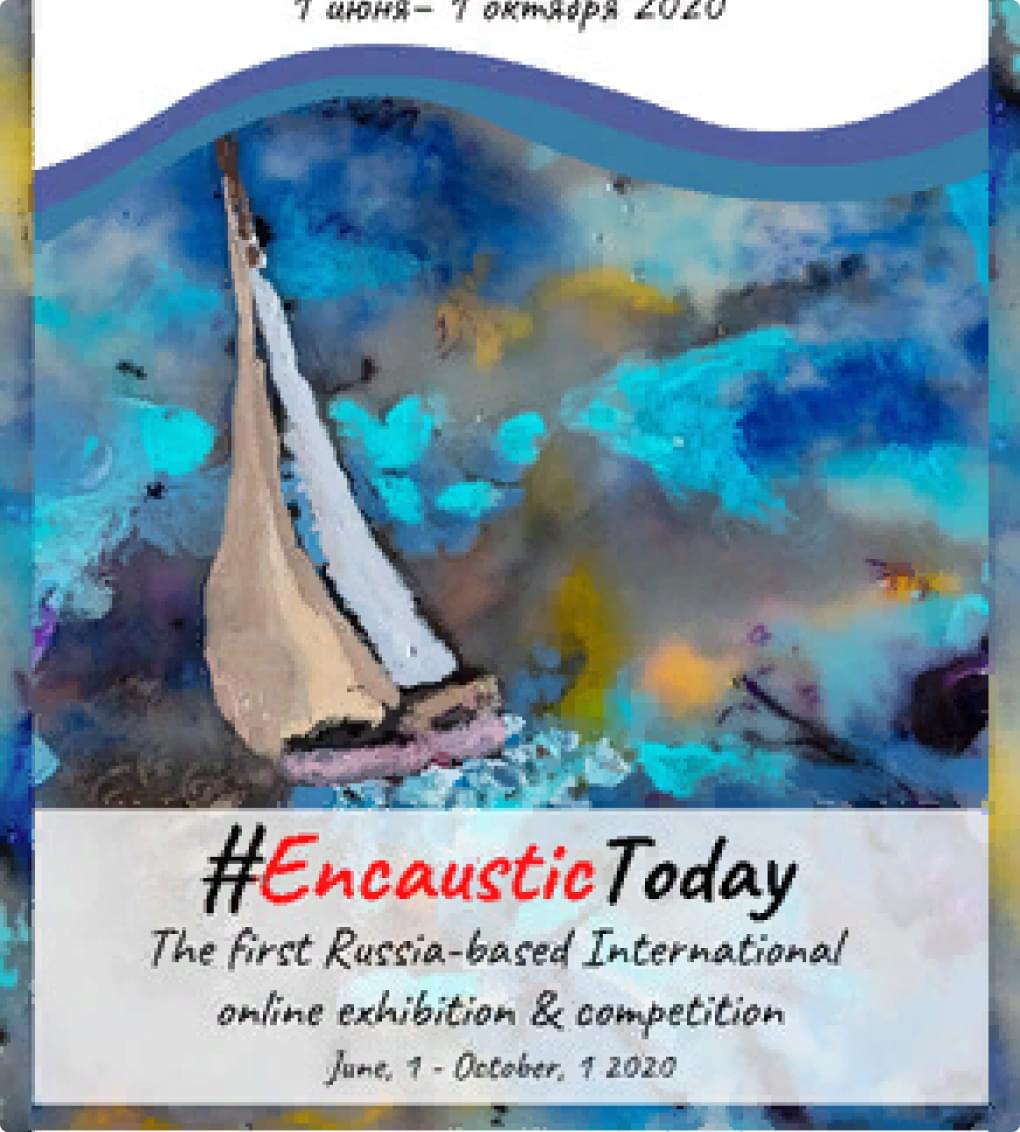 1 июня– 1 октября 2020
#EncausticToday
The first Russia-based International
online exhibition & competition
June, 1 - October, 1 2020